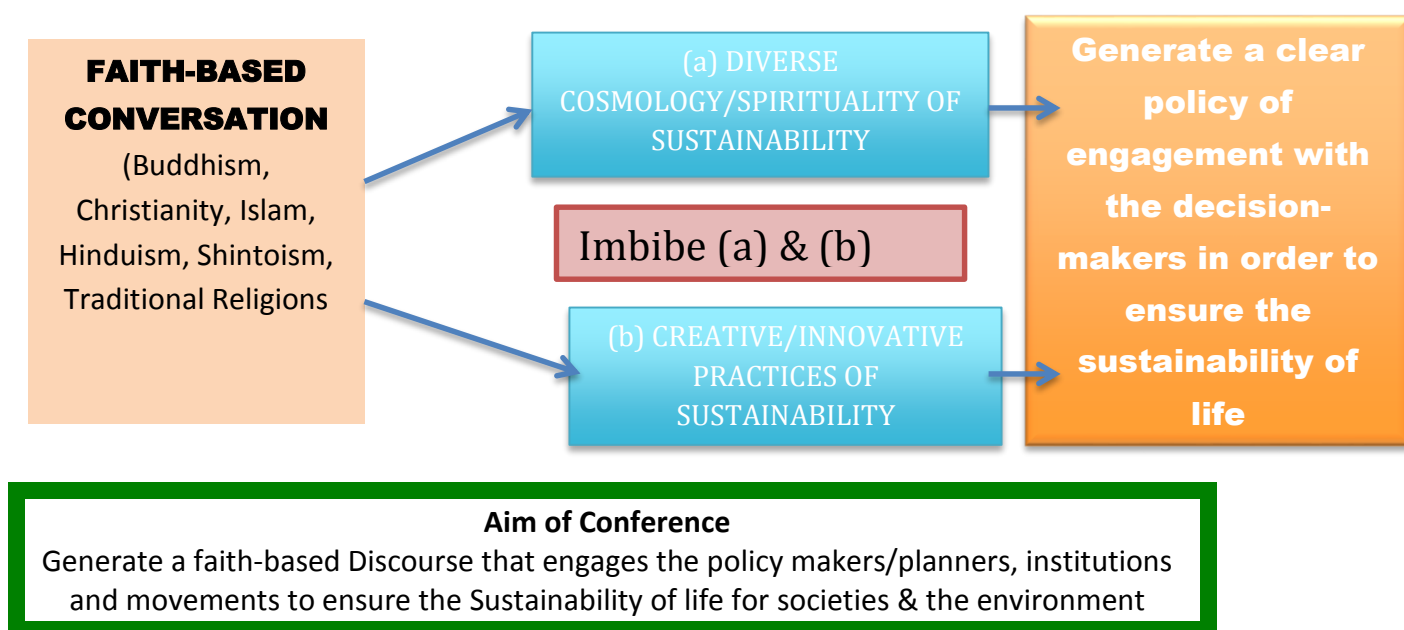 FAITH-BASED
CONVERSATION
(Buddhism,
Christianity, Islam,
Hinduism, Shintoism,
Traditional Religions
(a) DIVERSE
COSMOLOGY/SPIRITUALITY OF
SUSTAINABILITY
Imbibe (a) & (b)
(b) CREATIVE/INNOVATIVE
PRACTICES OF
SUSTAINABILITY
Generate a clear
policy of
engagement with
the decision-
makers in order to
ensure the
sustainability of
life
Aim of Conference
Generate a faith-based Discourse that engages the policy makers/planners, institutions
and movements to ensure the Sustainability of life for societies & the environment